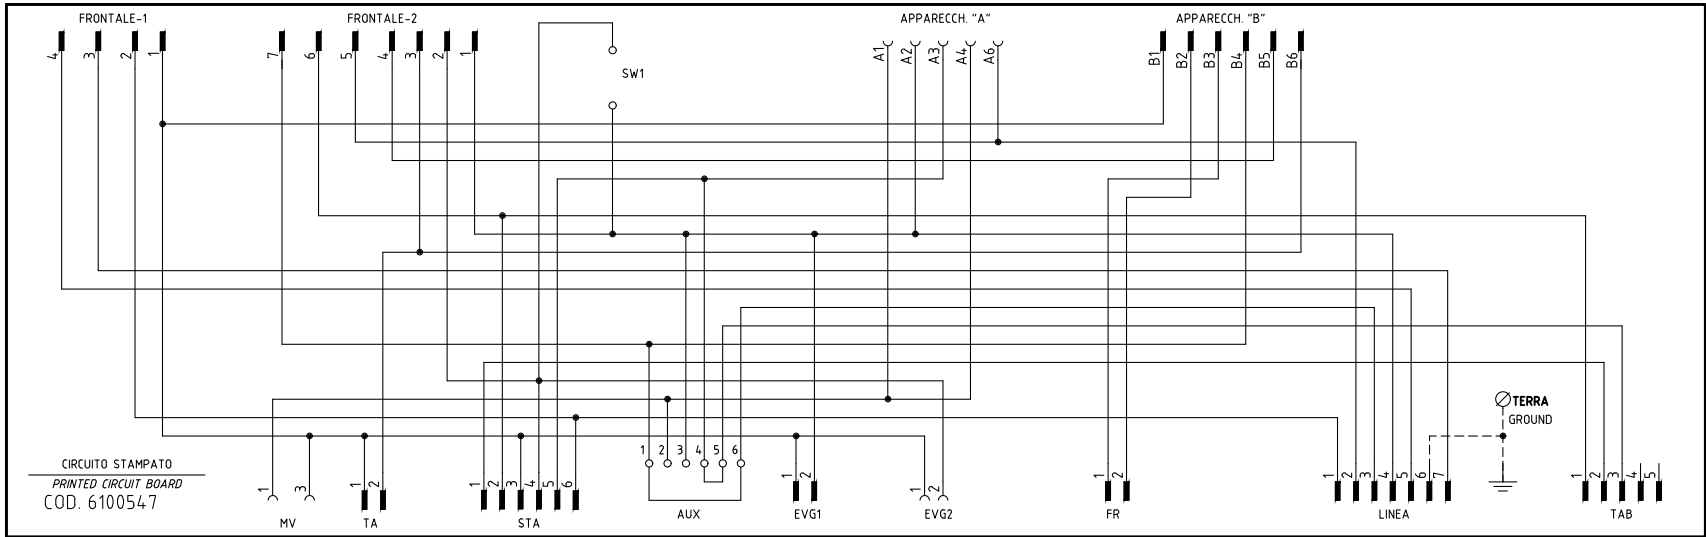 FRONTALE-1
FRONTALE-2
APPARECCH. "A"
APPARECCH. "B"
4 3 2 1
7 6 5 4 3 2 1
A1 A2 A3 A4 A6
B1 B2 B3 B4 B5 B6
SW1
TERRA
GROUND
CIRCUITO STAMPATO
PRINTED CIRCUIT BOARD
COD. 6100547
1 3
MV
1 2
TA
1 2 3 4 5 6
STA
1 2 3 4 5 6
AUX
1 2
EVG1
1 2
EVG2
1 2
FR
1 2 3 4 5 6 7
LINEA
1 2 3 4 5
TAB